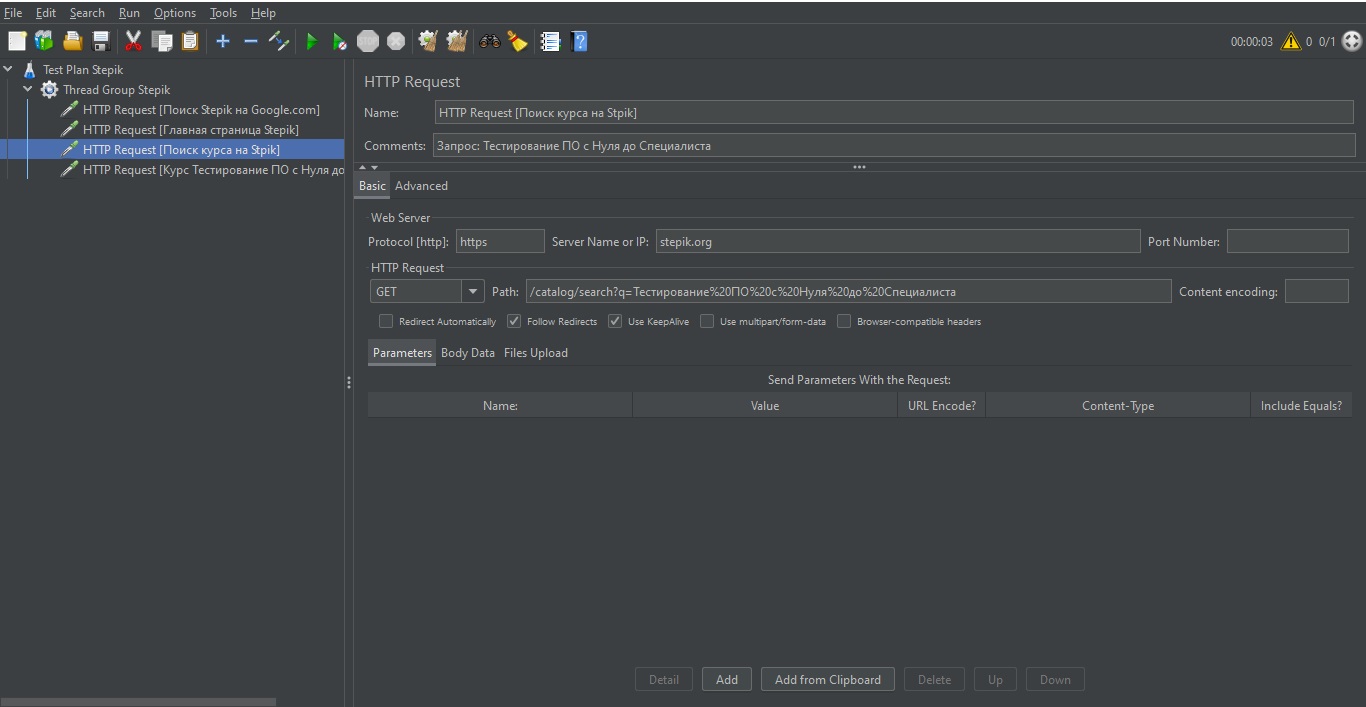 File Edit Search Run Options Tools Help
00:00:03 0 0/1
Test Plan Stepik
Thread Group Stepik
HTTP Request [Поиск Stepik на Google.com]
HTTP Request [Главная страница Stepik]
HTTP Request [Поиск курса на Stpik]
HTTP Request [Курс Тестирование ПО с Нуля до
HTTP Request
Name: HTTP Request [Поиск курса на Stpik]
Comments: Запрос: Тестирование ПО с Нуля до Специалиста
Basic Advanced
Web Server
Protocol [http]: https Server Name or IP: stepik.org Port Number:
HTTP Request
GET Path: /catalog/search?q=Тестирование%20ПО%20с%20Нуля%20до%20Специалиста Content encoding:
Redirect Automatically Follow Redirects Use KeepAlive Use multipart/form-data Browser-compatible headers
Parameters Body Data Files Upload
Send Parameters With the Request:
Name: Value URL Encode? Content-Type Include Equals?
Detail Add Add from Clipboard Delete Up Down